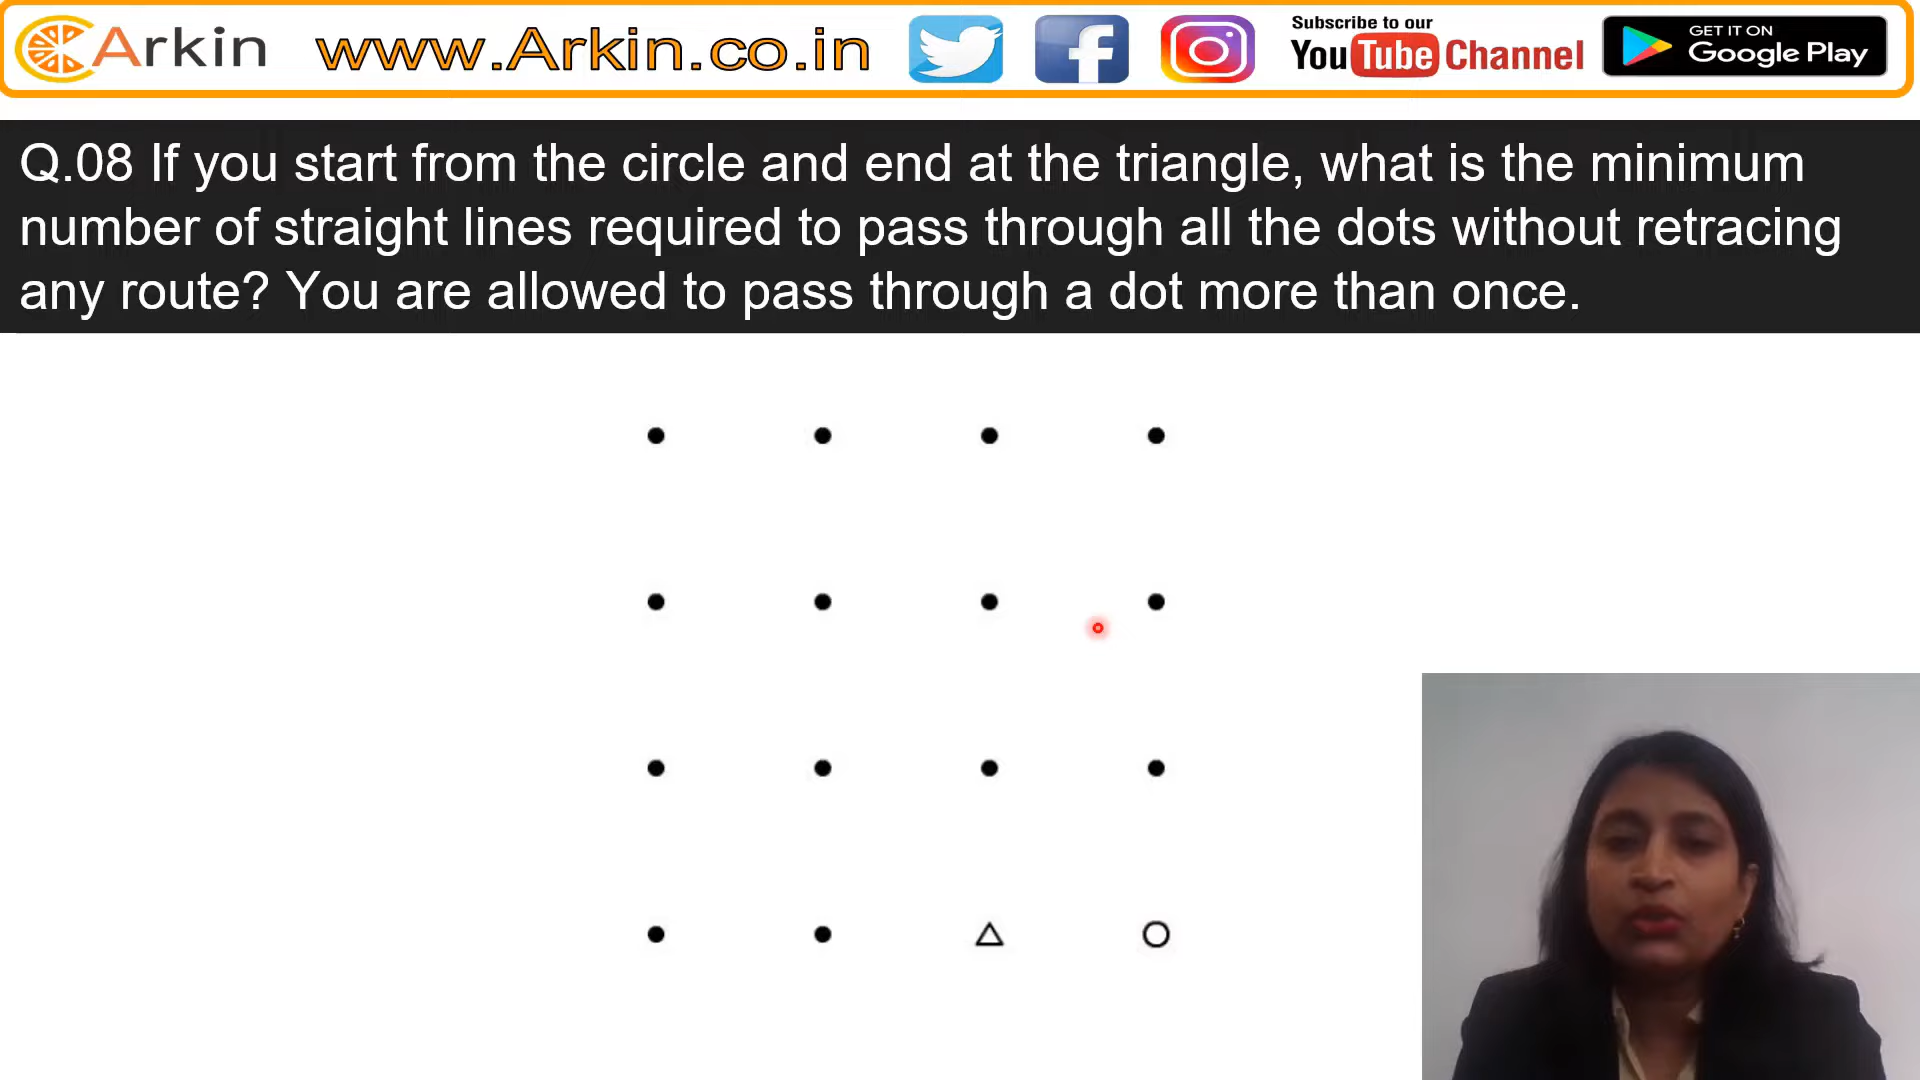 Arkin www.Arkin.co.in Subscribe to our YouTube Channel GET IT ON Google Play
Q.08 If you start from the circle and end at the triangle, what is the minimum
number of straight lines required to pass through all the dots without retracing
any route? You are allowed to pass through a dot more than once.